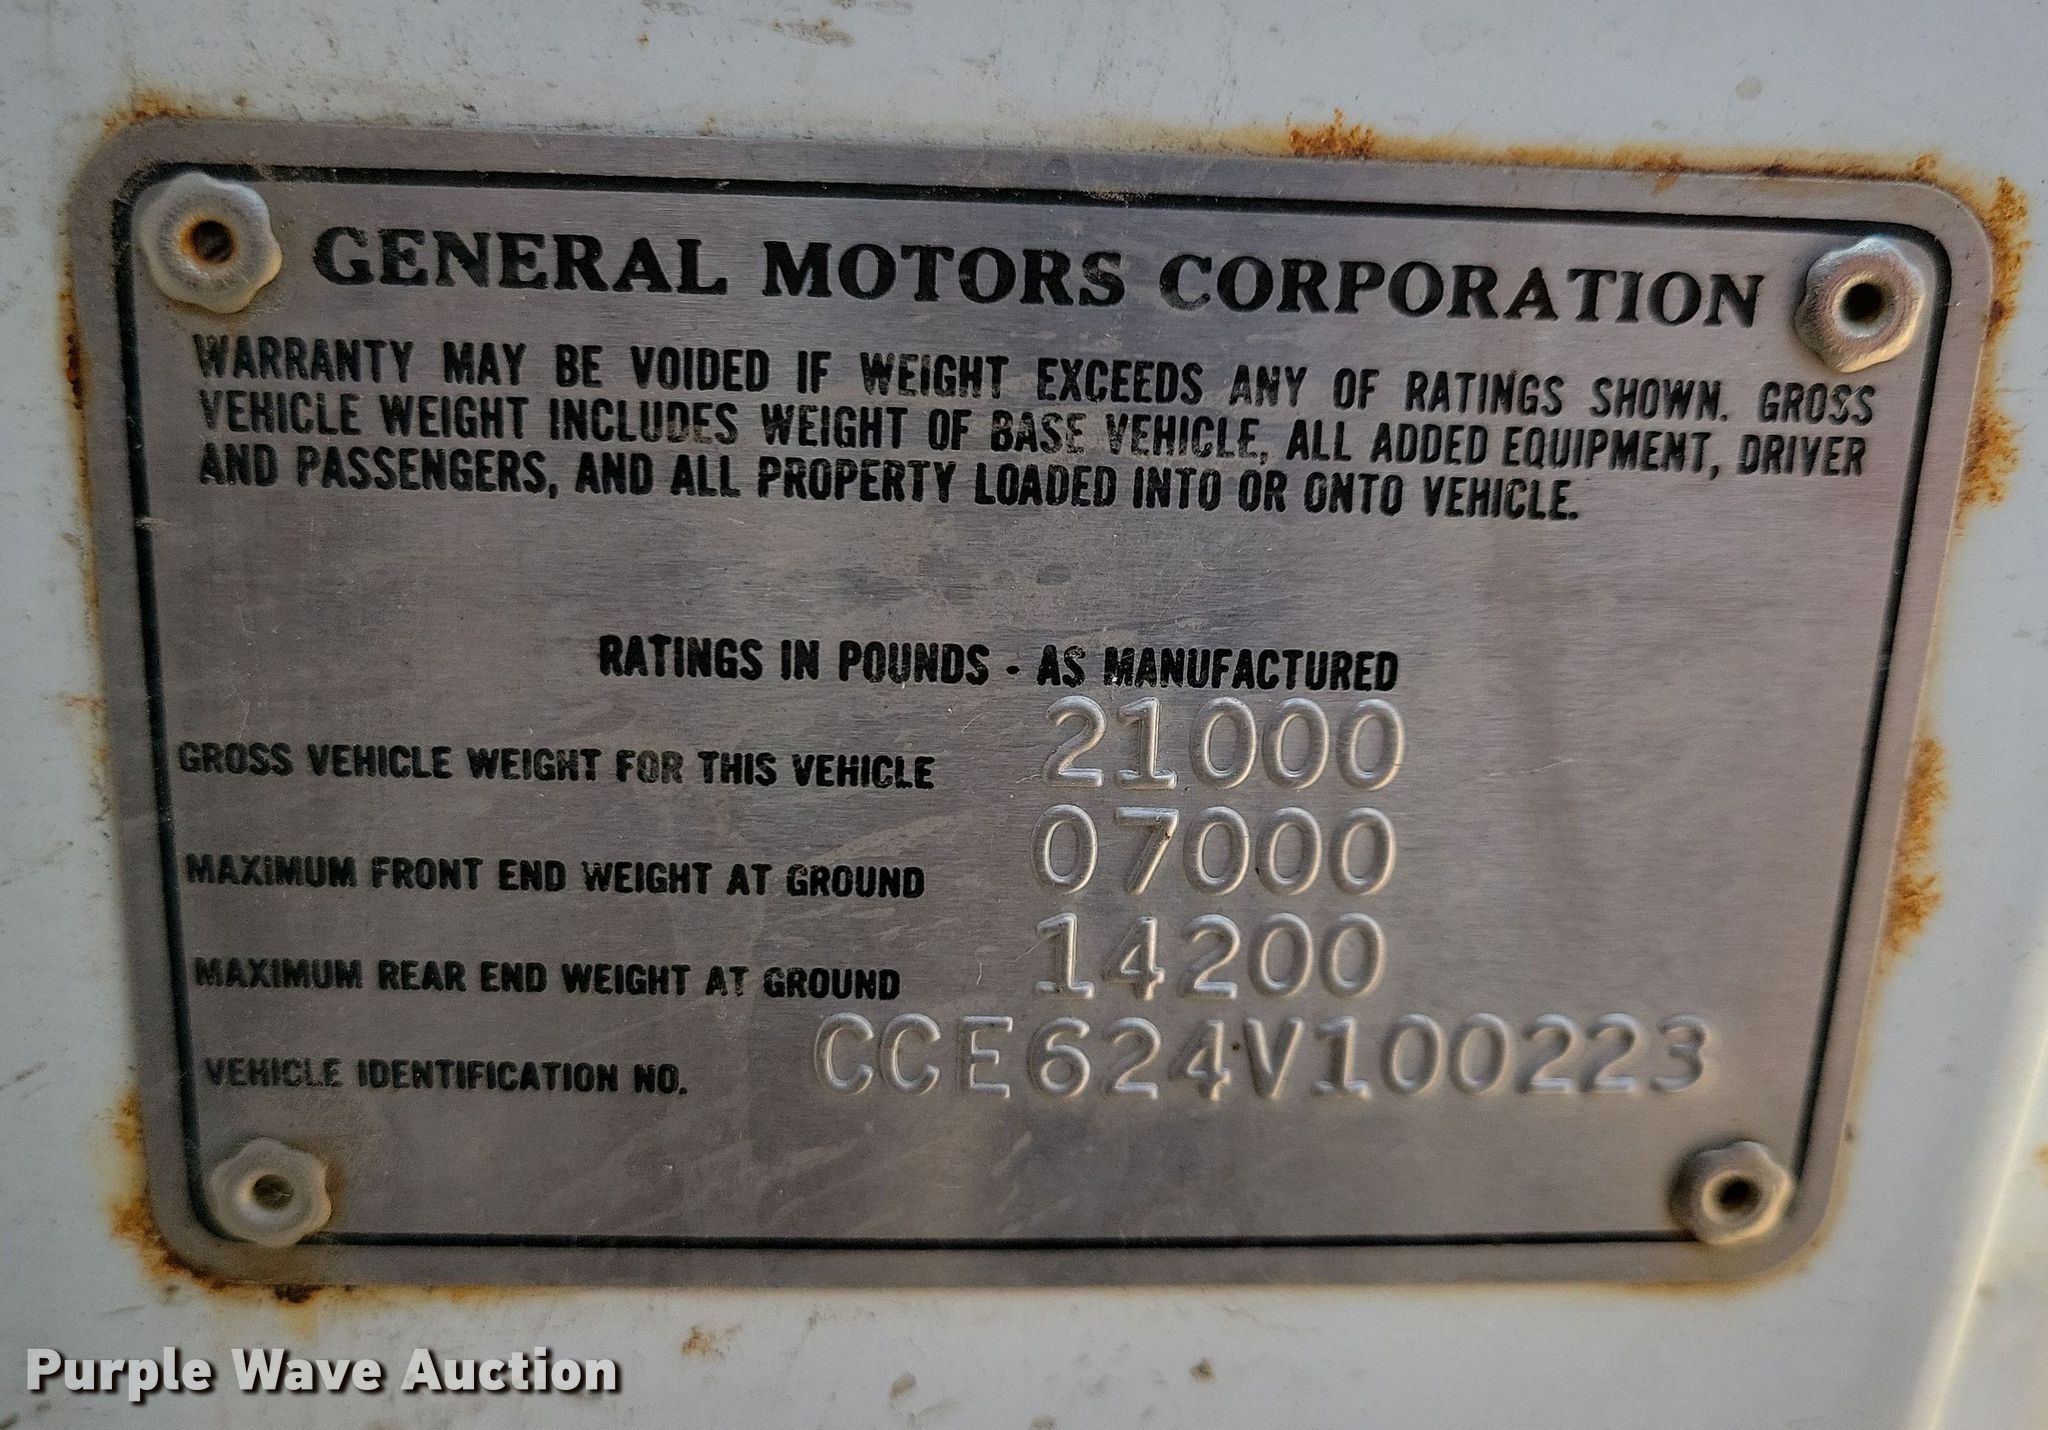 GENERAL MOTORS CORPORATION
WARRANTY MAY BE VOIDED IF WEIGHT EXCEEDS ANY OF RATINGS SHOWN. GROSS
VEHICLE WEIGHT INCLUDES WEIGHT OF BASE VEHICLE, ALL ADDED EQUIPMENT, DRIVER
AND PASSENGERS, AND ALL PROPERTY LOADED INTO OR ONTO VEHICLE.
RATINGS IN POUNDS - AS MANUFACTURED
GROSS VEHICLE WEIGHT FOR THIS VEHICLE 21000
MAXIMUM FRONT END WEIGHT AT GROUND 07000
MAXIMUM REAR END WEIGHT AT GROUND 14200
VEHICLE IDENTIFICATION NO. CCE624V100223
Purple Wave Auction